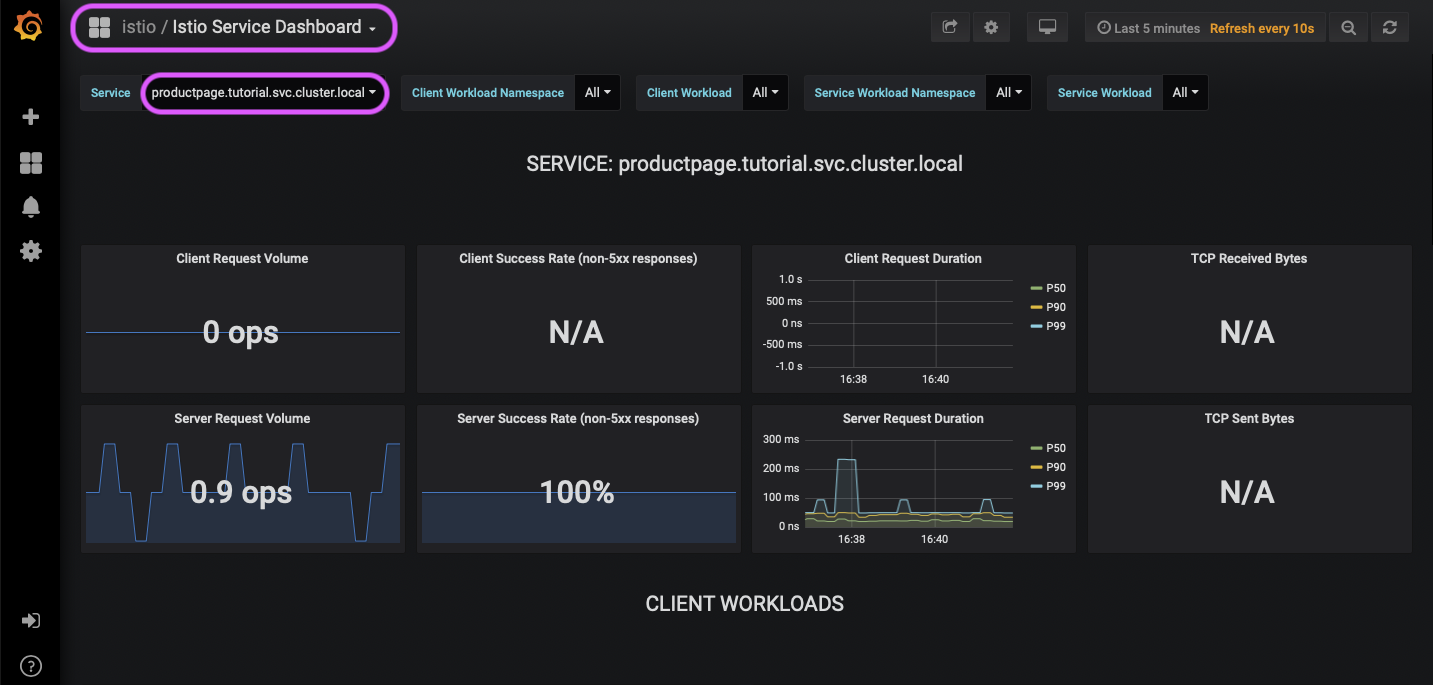 istio / Istio Service Dashboard
Last 5 minutes Refresh every 10s
Service productpage.tutorial.svc.cluster.local Client Workload Namespace All Client Workload All Service Workload Namespace All Service Workload All
SERVICE: productpage.tutorial.svc.cluster.local
Client Request Volume
0 ops
Client Success Rate (non-5xx responses)
N/A
Client Request Duration
1.0 s
500 ms
0 ns
-500 ms
-1.0 s
16:38 16:40
P50
P90
P99
TCP Received Bytes
N/A
Server Request Volume
0.9 ops
Server Success Rate (non-5xx responses)
100%
Server Request Duration
300 ms
200 ms
100 ms
0 ns
16:38 16:40
P50
P90
P99
TCP Sent Bytes
N/A
CLIENT WORKLOADS